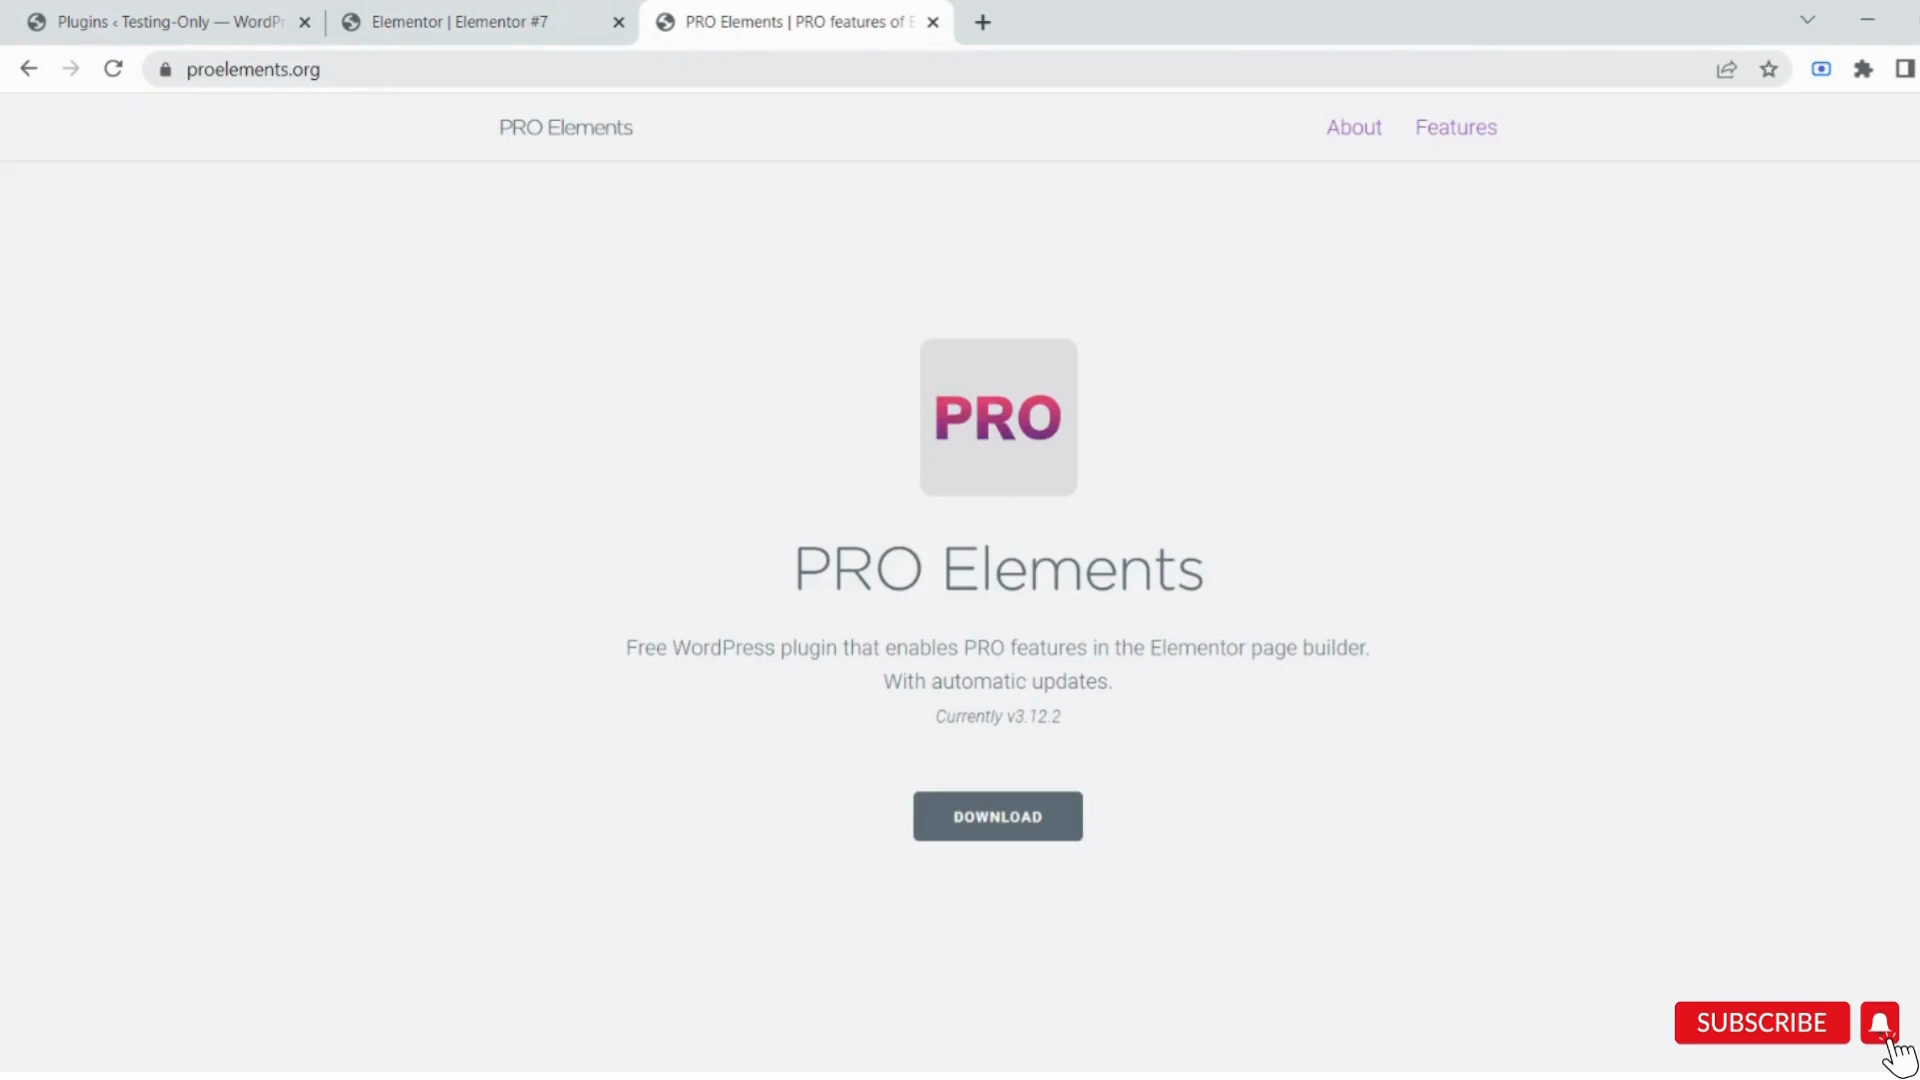 Plugins ‹ Testing-Only — WordPr
Elementor | Elementor #7
PRO Elements | PRO features of E
proelements.org
PRO Elements
About
Features
PRO
PRO Elements
Free WordPress plugin that enables PRO features in the Elementor page builder.
With automatic updates.
Currently v3.12.2
DOWNLOAD
SUBSCRIBE